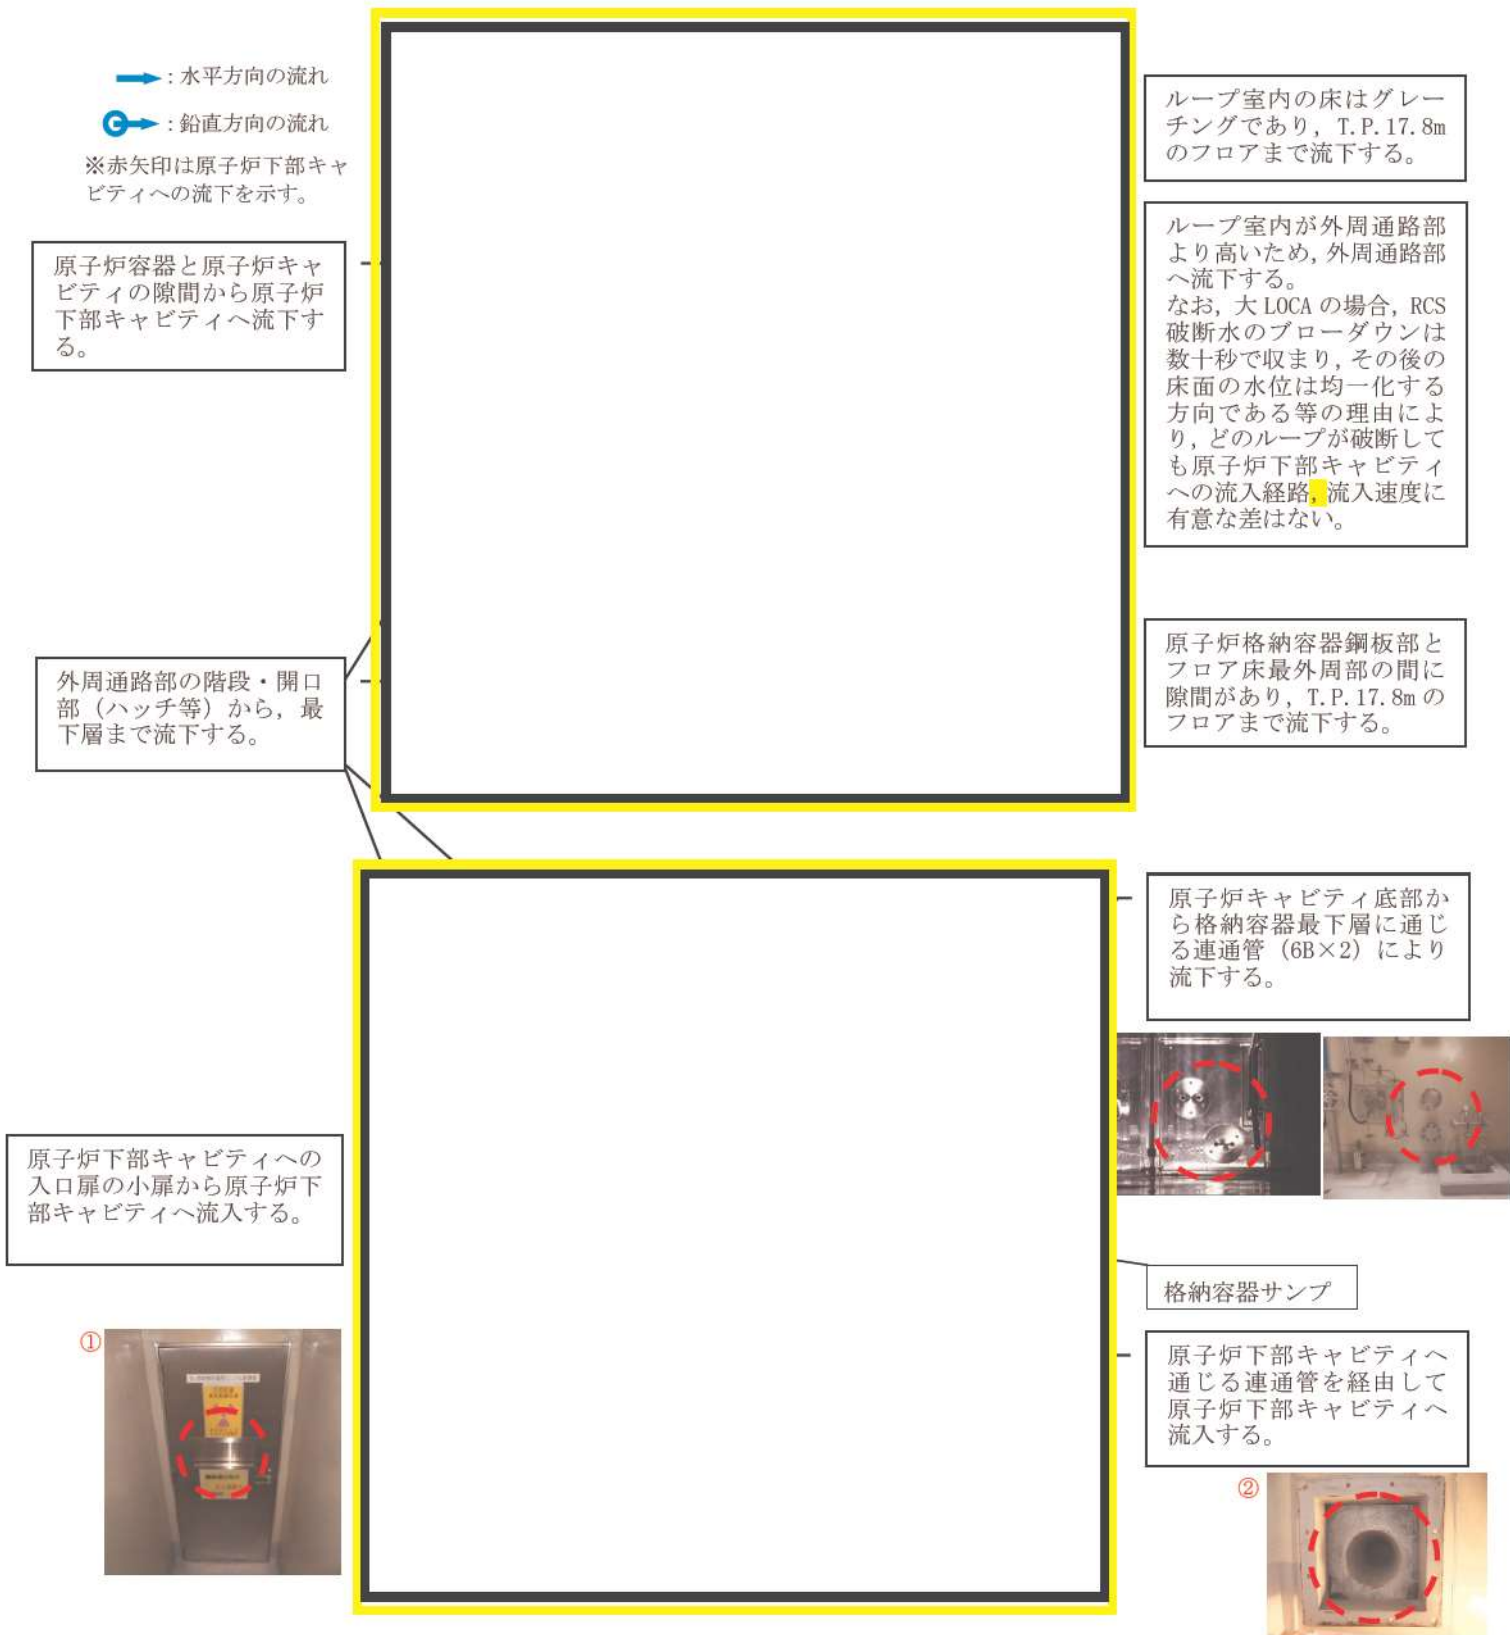 ：水平方向の流れ
：鉛直方向の流れ
※赤矢印は原子炉下部キャ
ビティへの流下を示す。
原子炉容器と原子炉キャ
ビティの隙間から原子炉
下部キャビティへ流下す
る。
外周通路部の階段・開口
部（ハッチ等）から，最
下層まで流下する。
ループ室内の床はグレー
チングであり，T.P.17.8m
のフロアまで流下する。
ループ室内が外周通路部
より高いため，外周通路部
へ流下する。
なお，大 LOCA の場合，RCS
破断水のブローダウンは
数十秒で収まり，その後の
床面の水位は均一化する
方向である等の理由によ
り，どのループが破断して
も原子炉下部キャビティ
への流入経路，流入速度に
有意な差はない。
原子炉格納容器鋼板部と
フロア床最外周部の間に
隙間があり，T.P.17.8m の
フロアまで流下する。
原子炉キャビティ底部か
ら格納容器最下層に通じ
る連通管（6B×2）により
流下する。
原子炉下部キャビティへの
入口扉の小扉から原子炉下
部キャビティへ流入する。
①
格納容器サンプ
原子炉下部キャビティへ
通じる連通管を経由して
原子炉下部キャビティへ
流入する。
②